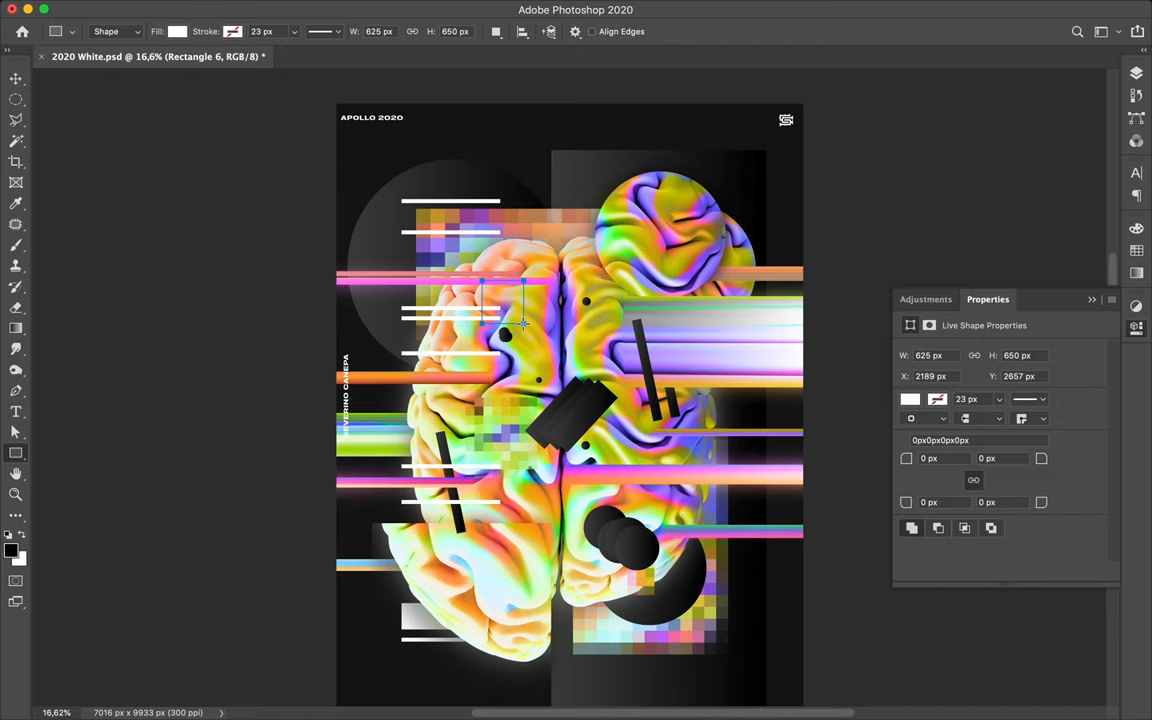 Adobe Photoshop 2020
Shape Fill: Stroke: 23 px W: 625 px H: 650 px Align Edges
2020 White.psd @ 16,6% (Rectangle 6, RGB/8) *
APOLLO 2020
SEVERINO CANEPA
Adjustments Properties
Live Shape Properties
W: 625 px H: 650 px
X: 2189 px Y: 2657 px
23 px
0px0px0px0px
0 px 0 px
0 px 0 px
16,62% 7016 px x 9933 px (300 ppi)